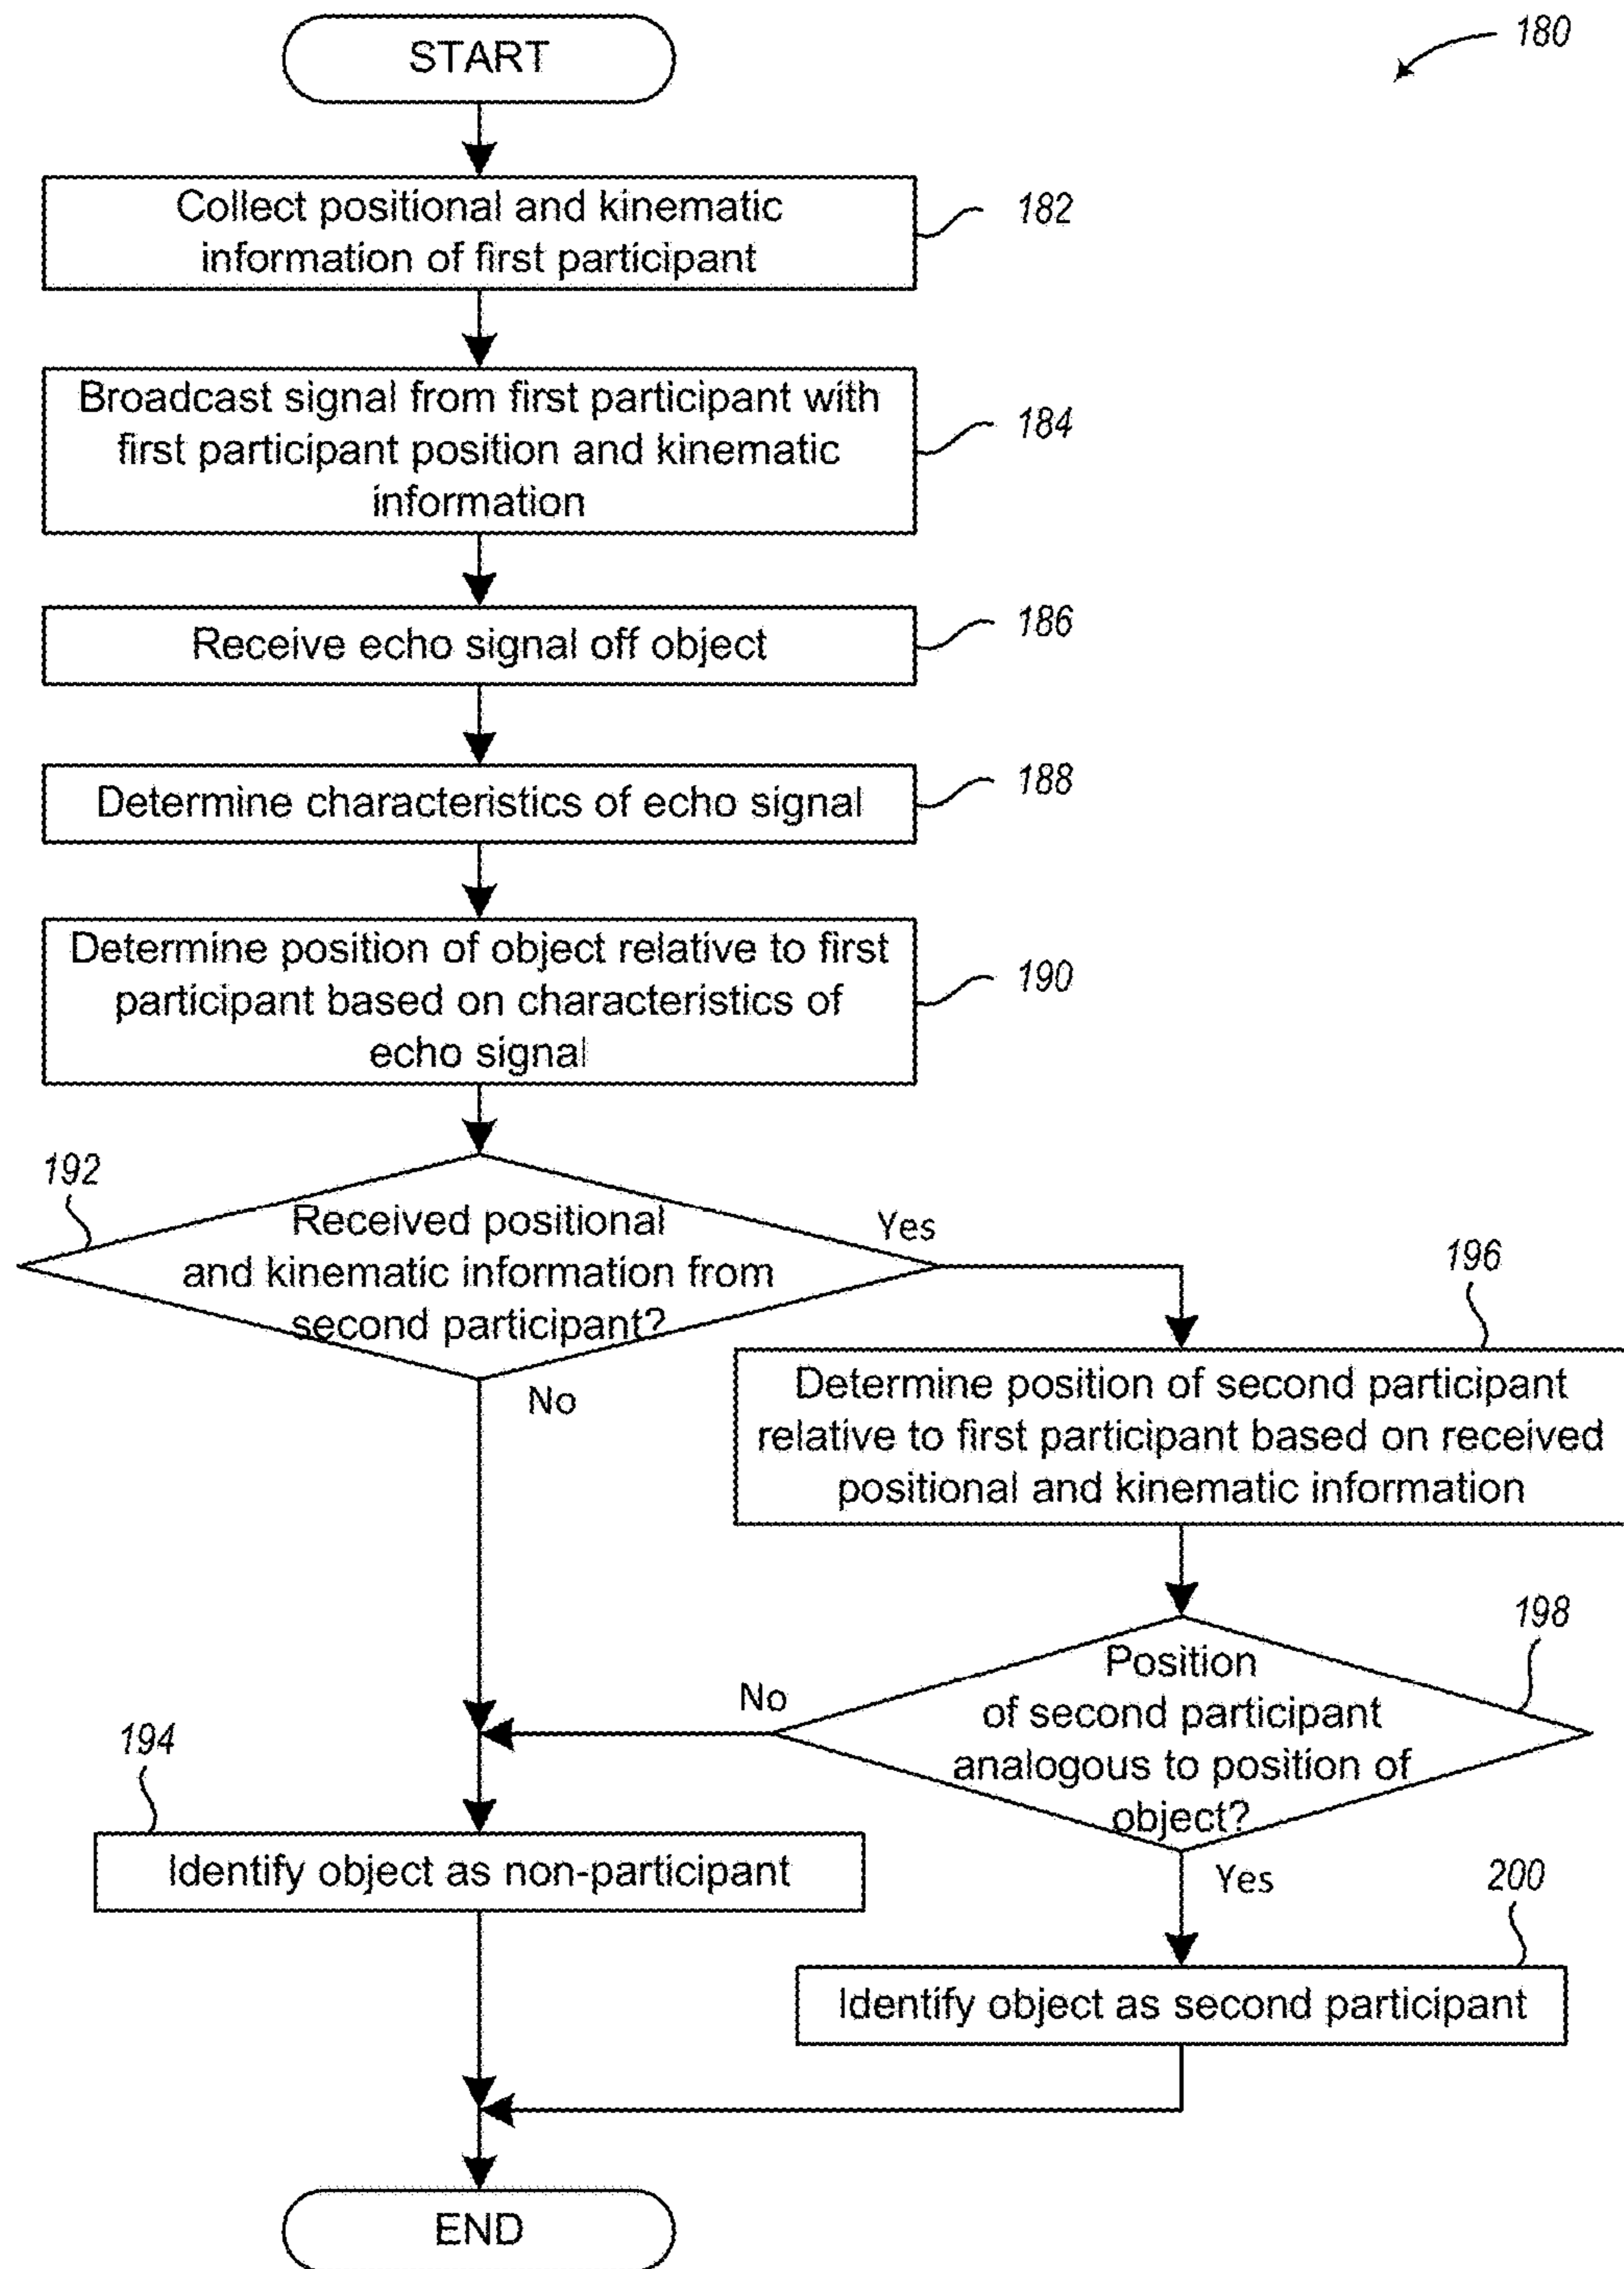 START
180
Collect positional and kinematic
information of first participant
182
Broadcast signal from first participant with
first participant position and kinematic
information
184
Receive echo signal off object
186
Determine characteristics of echo signal
188
Determine position of object relative to first
participant based on characteristics of
echo signal
190
192
Received positional
and kinematic information from
second participant?
Yes
No
196
Determine position of second participant
relative to first participant based on received
positional and kinematic information
198
Position
of second participant
analogous to position of
object?
No
Yes
194
Identify object as non-participant
200
Identify object as second participant
END